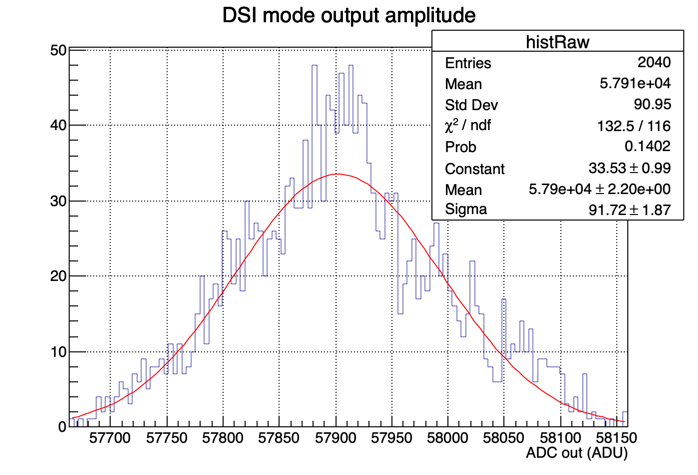 DSI mode output amplitude
histRaw
Entries 2040
Mean 5.791e+04
Std Dev 90.95
χ² / ndf 132.5 / 116
Prob 0.1402
Constant 33.53 ± 0.99
Mean 5.79e+04 ± 2.20e+00
Sigma 91.72 ± 1.87
50
40
30
20
10
0
57700 57750 57800 57850 57900 57950 58000 58050 58100 58150
ADC out (ADU)